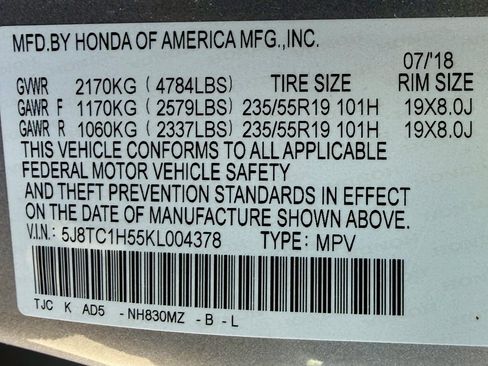 MFD.BY HONDA OF AMERICA MFG.,INC.
07/'18
GVWR 2170KG (4784LBS) TIRE SIZE RIM SIZE
GAWR F 1170KG (2579LBS) 235/55R19 101H 19X8.0J
GAWR R 1060KG (2337LBS) 235/55R19 101H 19X8.0J
THIS VEHICLE CONFORMS TO ALL APPLICABLE
FEDERAL MOTOR VEHICLE SAFETY
AND THEFT PREVENTION STANDARDS IN EFFECT
ON THE DATE OF MANUFACTURE SHOWN ABOVE.
V.I.N.: 5J8TC1H55KL004378 TYPE: MPV
TJC K AD5 -NH830MZ -B-L